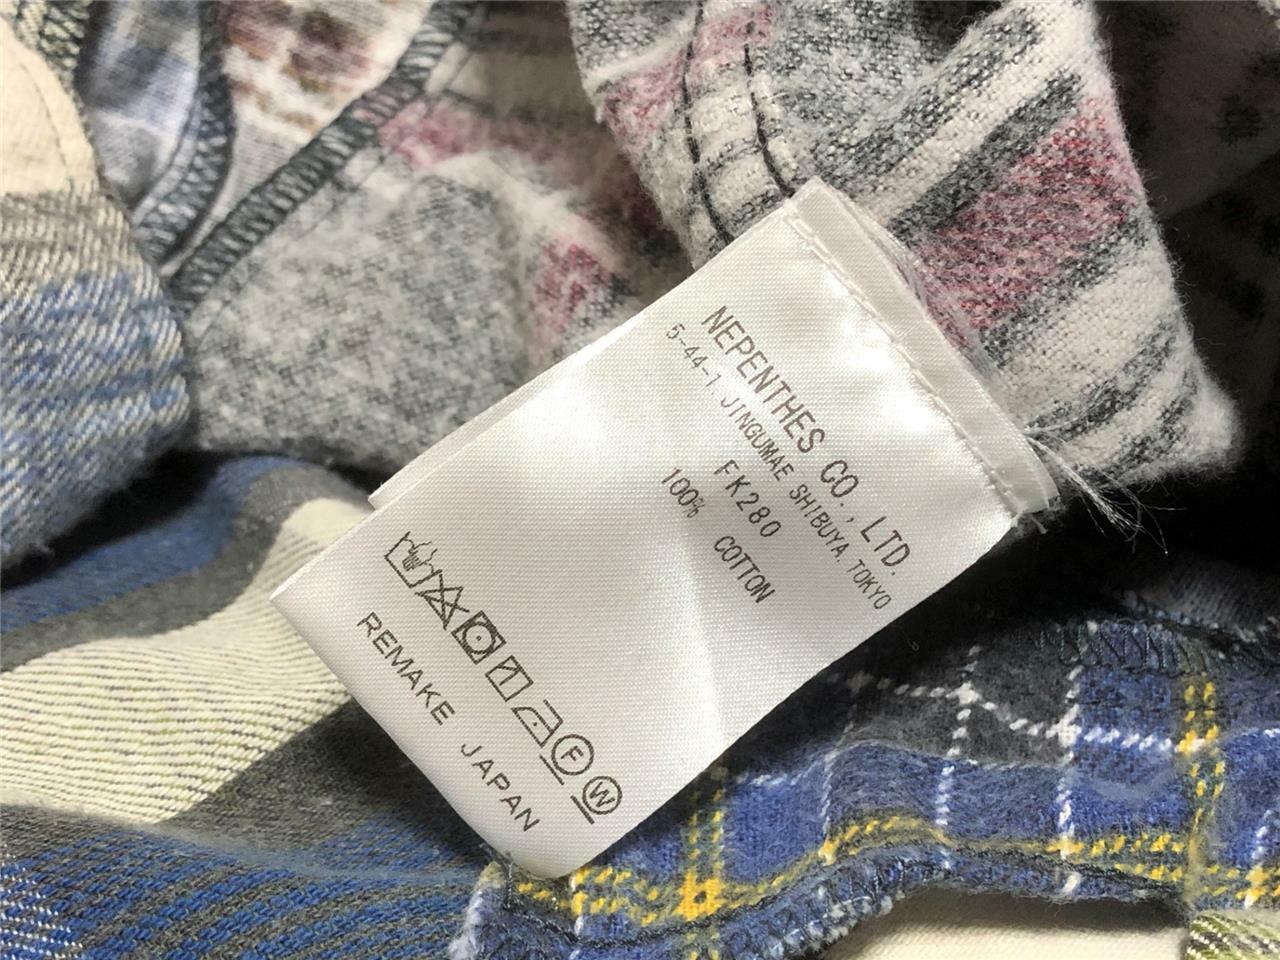 NEPENTHES CO., LTD.
5-44-1 JINGUMAE SHIBUYA. TOKYO
FK280
100% COTTON
F W
REMAKE JAPAN